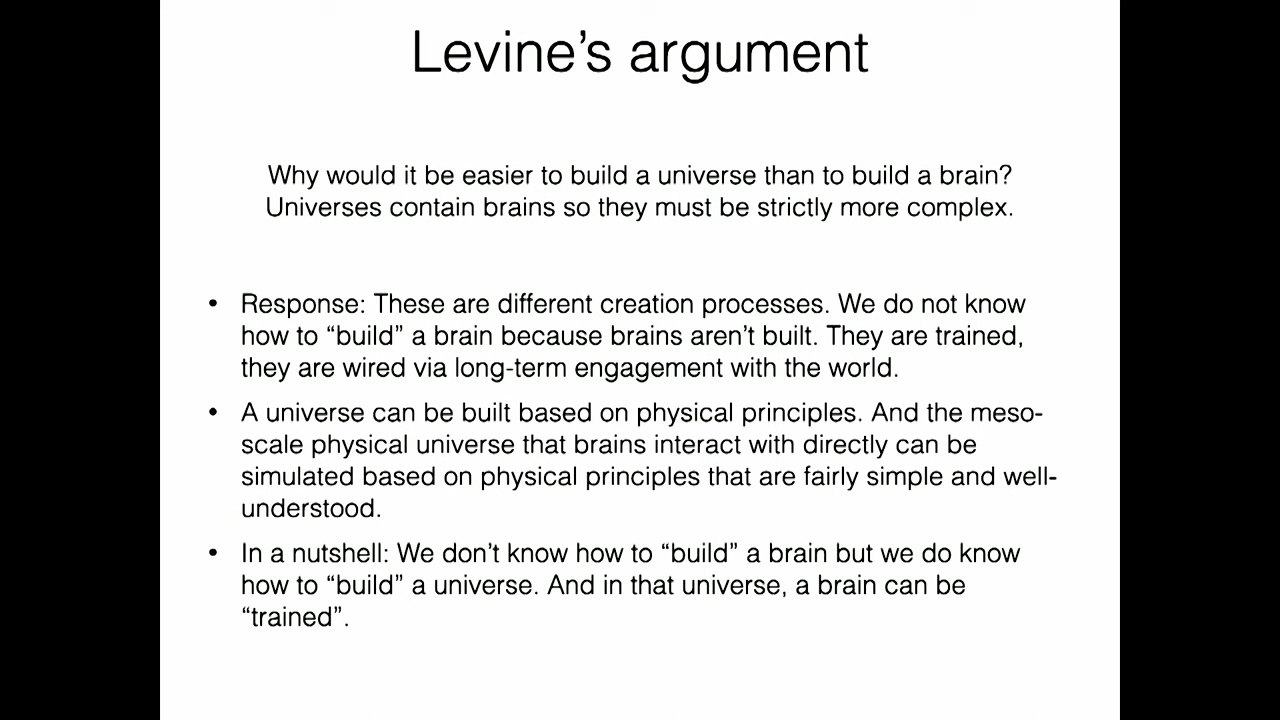 Levine’s argument
Why would it be easier to build a universe than to build a brain?
Universes contain brains so they must be strictly more complex.
• Response: These are different creation processes. We do not know
how to “build” a brain because brains aren’t built. They are trained,
they are wired via long-term engagement with the world.
• A universe can be built based on physical principles. And the meso-
scale physical universe that brains interact with directly can be
simulated based on physical principles that are fairly simple and well-
understood.
• In a nutshell: We don’t know how to “build” a brain but we do know
how to “build” a universe. And in that universe, a brain can be
“trained”.